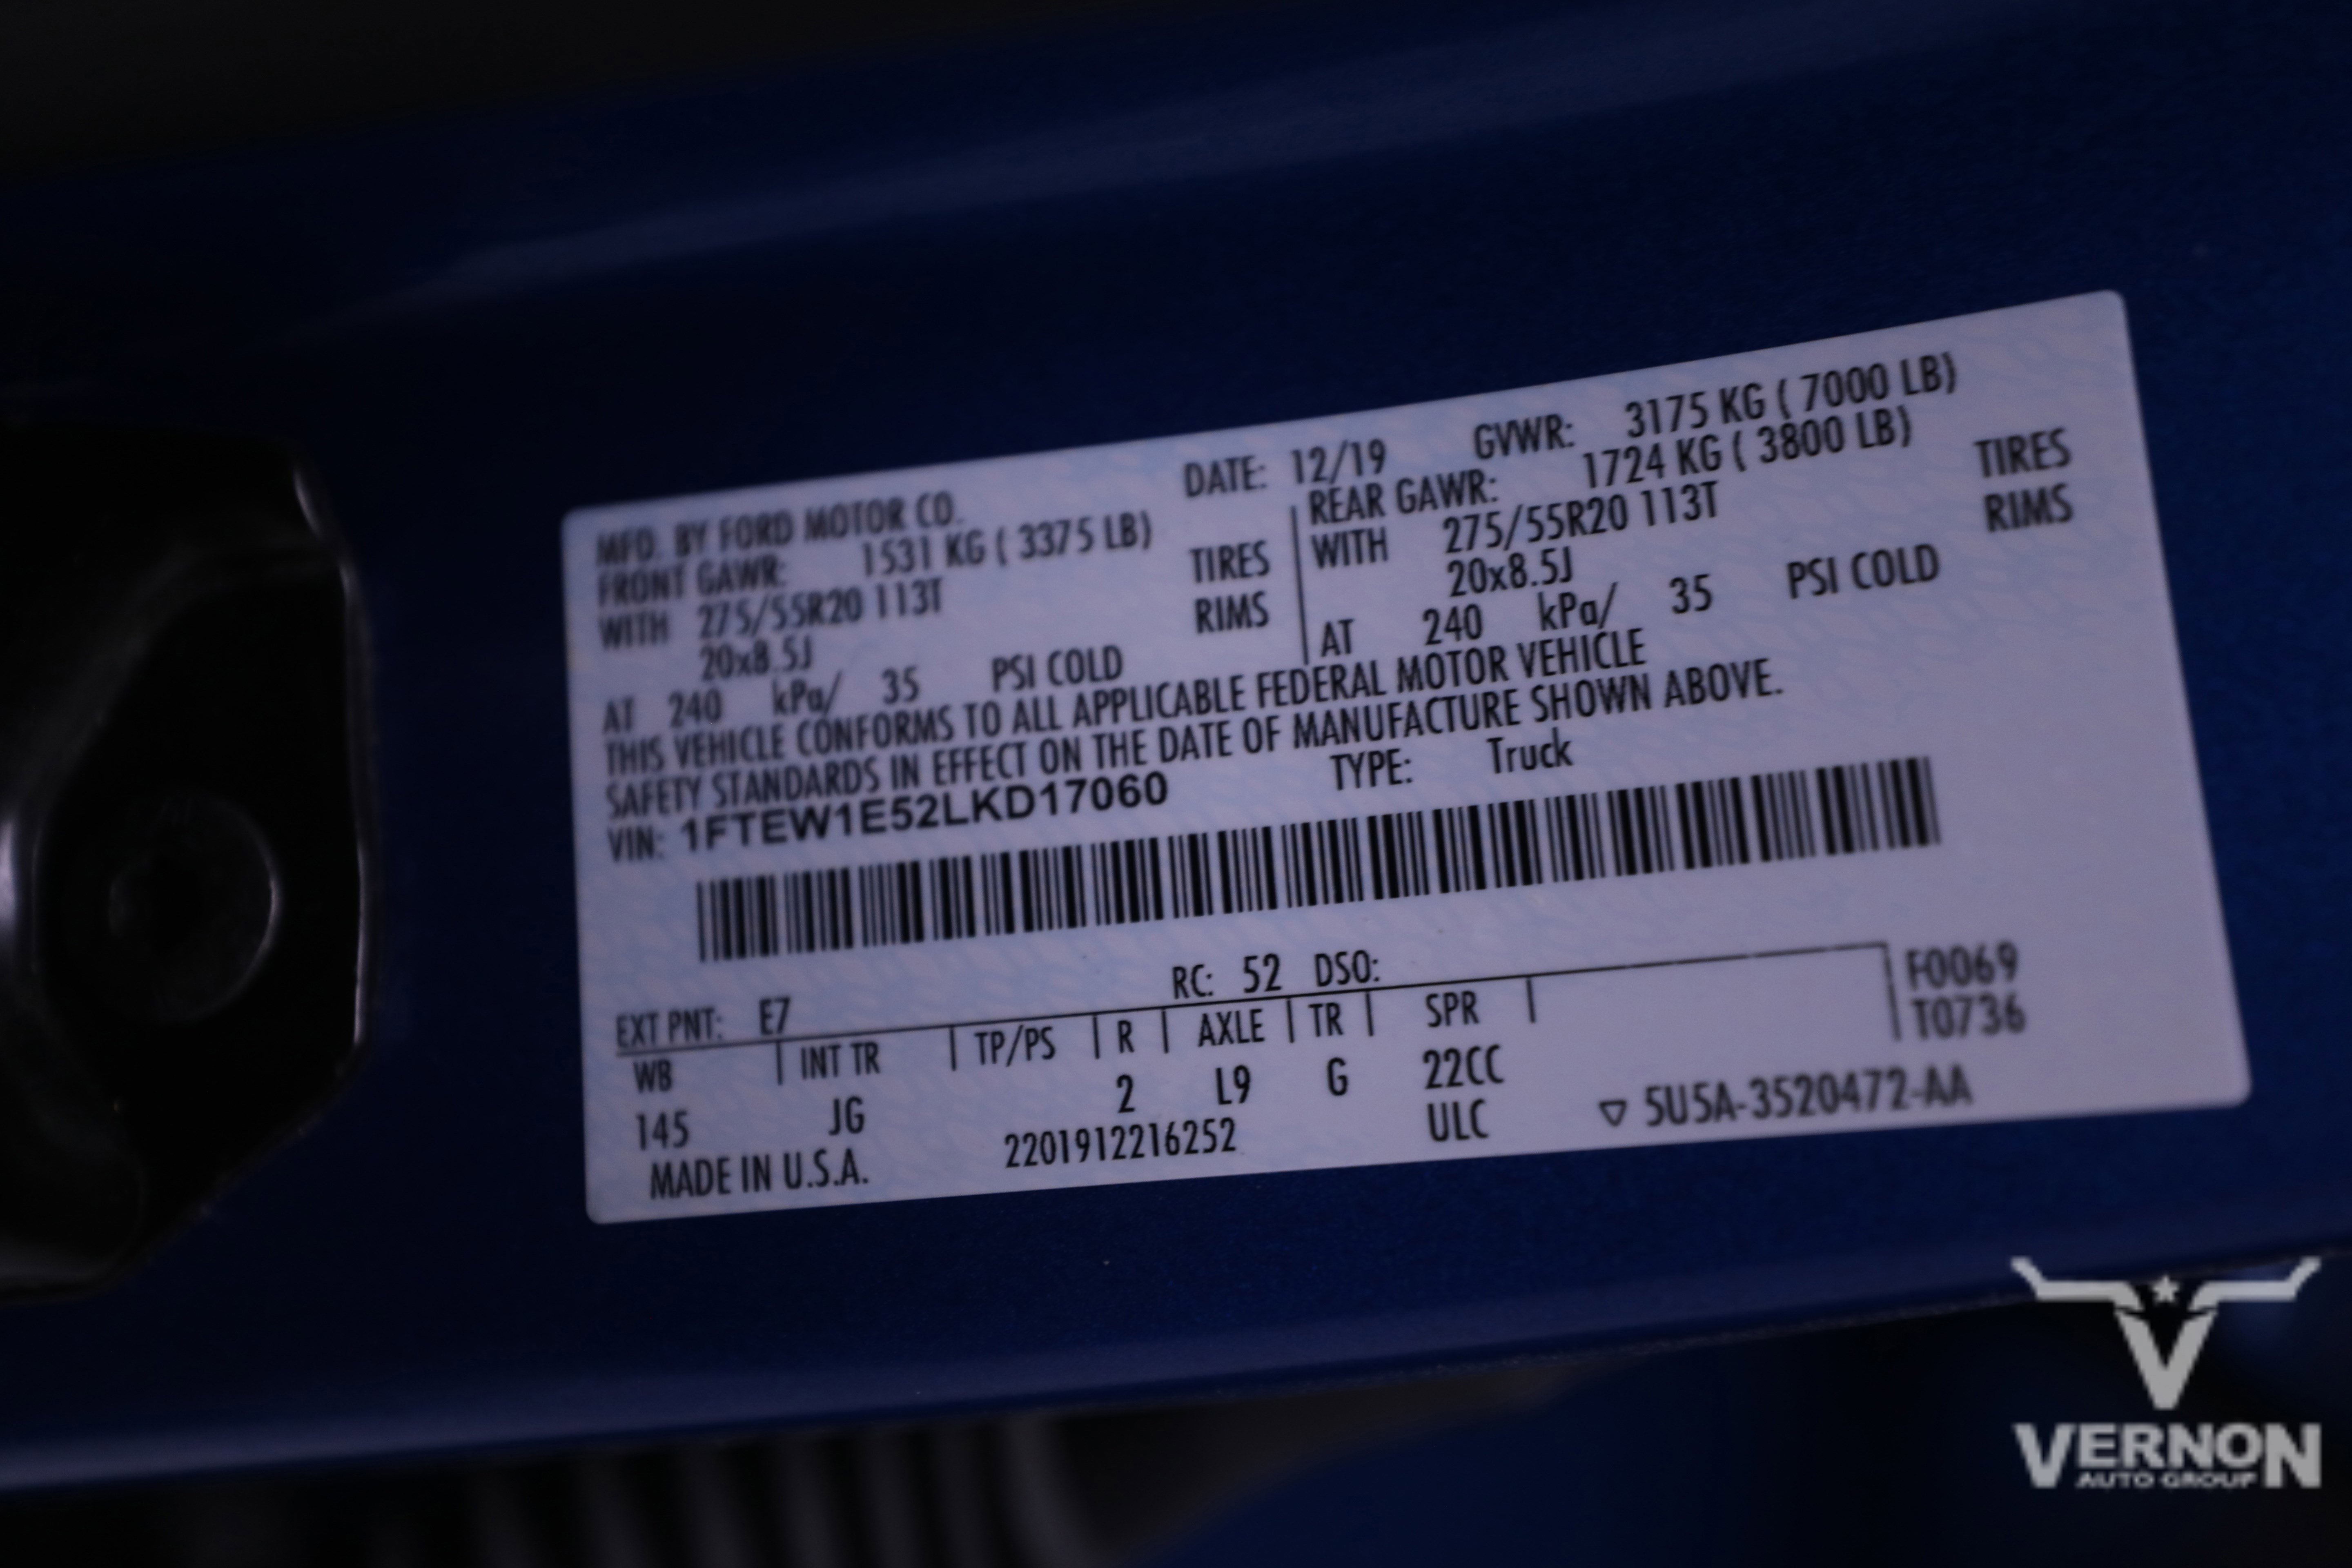 MFD. BY FORD MOTOR CO. DATE: 12/19 GVWR: 3175 KG ( 7000 LB)
FRONT GAWR: 1531 KG ( 3375 LB) REAR GAWR: 1724 KG ( 3800 LB)
WITH 275/55R20 113T TIRES WITH 275/55R20 113T TIRES
20x8.5J RIMS 20x8.5J RIMS
AT 240 kPa/ 35 PSI COLD AT 240 kPa/ 35 PSI COLD
THIS VEHICLE CONFORMS TO ALL APPLICABLE FEDERAL MOTOR VEHICLE
SAFETY STANDARDS IN EFFECT ON THE DATE OF MANUFACTURE SHOWN ABOVE.
VIN: 1FTEW1E52LKD17060 TYPE: Truck
EXT PNT: E7 RC: 52 DSO: F0069
WB INT TR TP/PS R AXLE TR SPR T0736
145 JG 2 L9 G 22CC
MADE IN U.S.A. 2201912216252 ULC ▽ 5U5A-3520472-AA
VERNON
AUTO GROUP